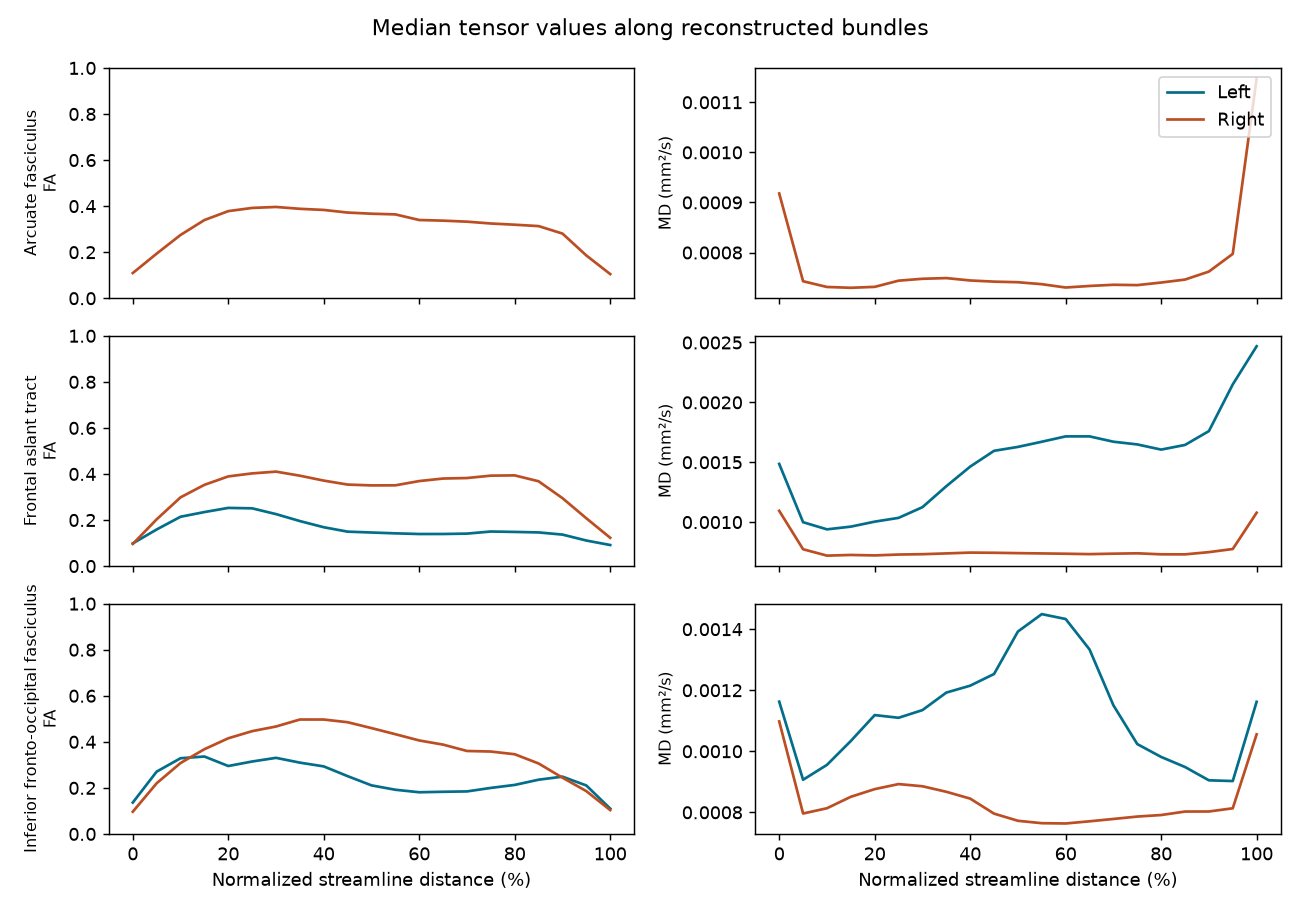 Median tensor values along reconstructed bundles
Arcuate fasciculus
FA
1.0
0.8
0.6
0.4
0.2
0.0
MD (mm²/s)
0.0011
0.0010
0.0009
0.0008
Left
Right
Frontal aslant tract
FA
1.0
0.8
0.6
0.4
0.2
0.0
MD (mm²/s)
0.0025
0.0020
0.0015
0.0010
Inferior fronto-occipital fasciculus
FA
1.0
0.8
0.6
0.4
0.2
0.0
0 20 40 60 80 100
Normalized streamline distance (%)
MD (mm²/s)
0.0014
0.0012
0.0010
0.0008
0 20 40 60 80 100
Normalized streamline distance (%)